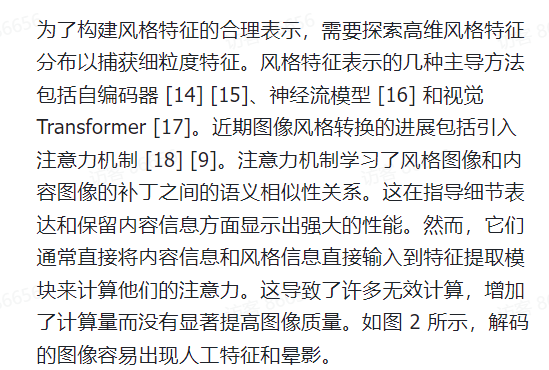 为了构建风格特征的合理表示，需要探索高维风格特征
分布以捕获细粒度特征。风格特征表示的几种主导方法
包括自编码器 [14] [15]、神经流模型 [16] 和视觉
Transformer [17]。近期图像风格转换的进展包括引入
注意力机制 [18] [9]。注意力机制学习了风格图像和内
容图像的补丁之间的语义相似性关系。这在指导细节表
达和保留内容信息方面显示出强大的性能。然而，它们
通常直接将内容信息和风格信息直接输入到特征提取模
块来计算他们的注意力。这导致了许多无效计算，增加
了计算量而没有显著提高图像质量。如图 2 所示，解码
的图像容易出现人工特征和晕影。